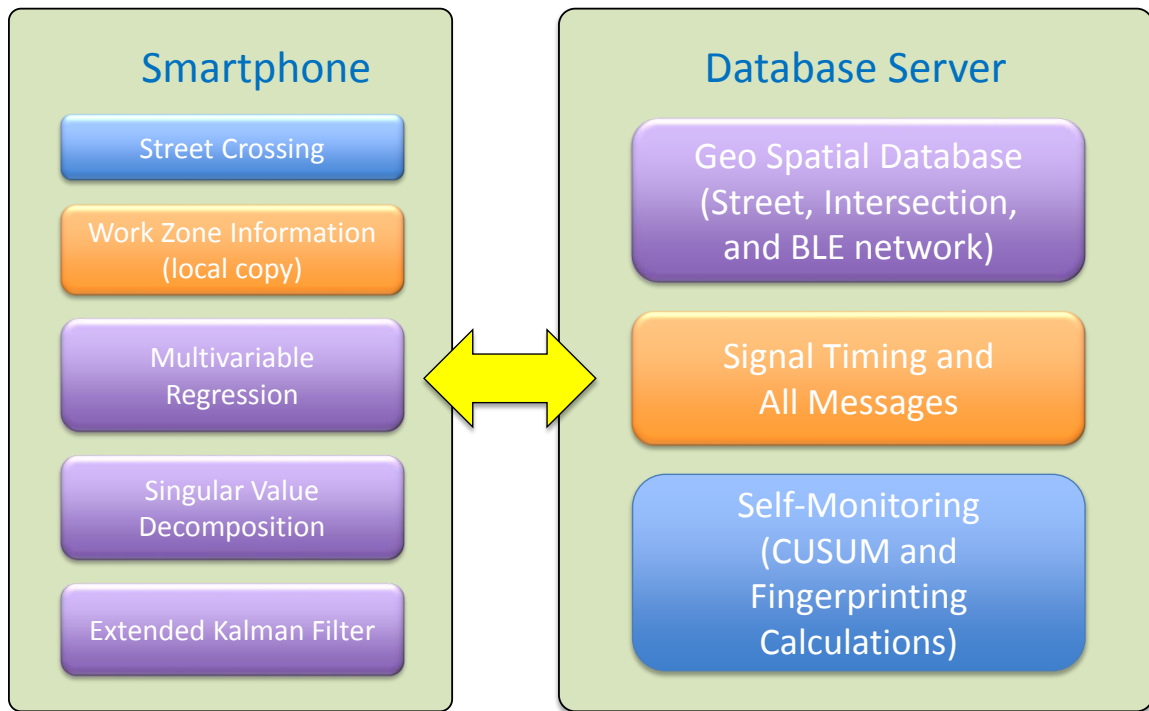 Smartphone
Street Crossing
Work Zone Information
(local copy)
Multivariable
Regression
Singular Value
Decomposition
Extended Kalman Filter
Database Server
Geo Spatial Database
(Street, Intersection,
and BLE network)
Signal Timing and
All Messages
Self-Monitoring
(CUSUM and
Fingerprinting
Calculations)